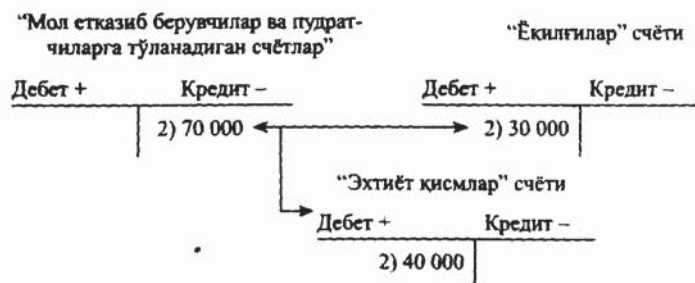 “Мол етказиб берувчилар ва пудрат-
чиларга тўланадиган счётлар”
“Ёқилғилар” счёти
Дебет + Кредит –
Дебет + Кредит –
2) 70 000
2) 30 000
“Эхтиёт қисмлар” счёти
Дебет + Кредит –
2) 40 000